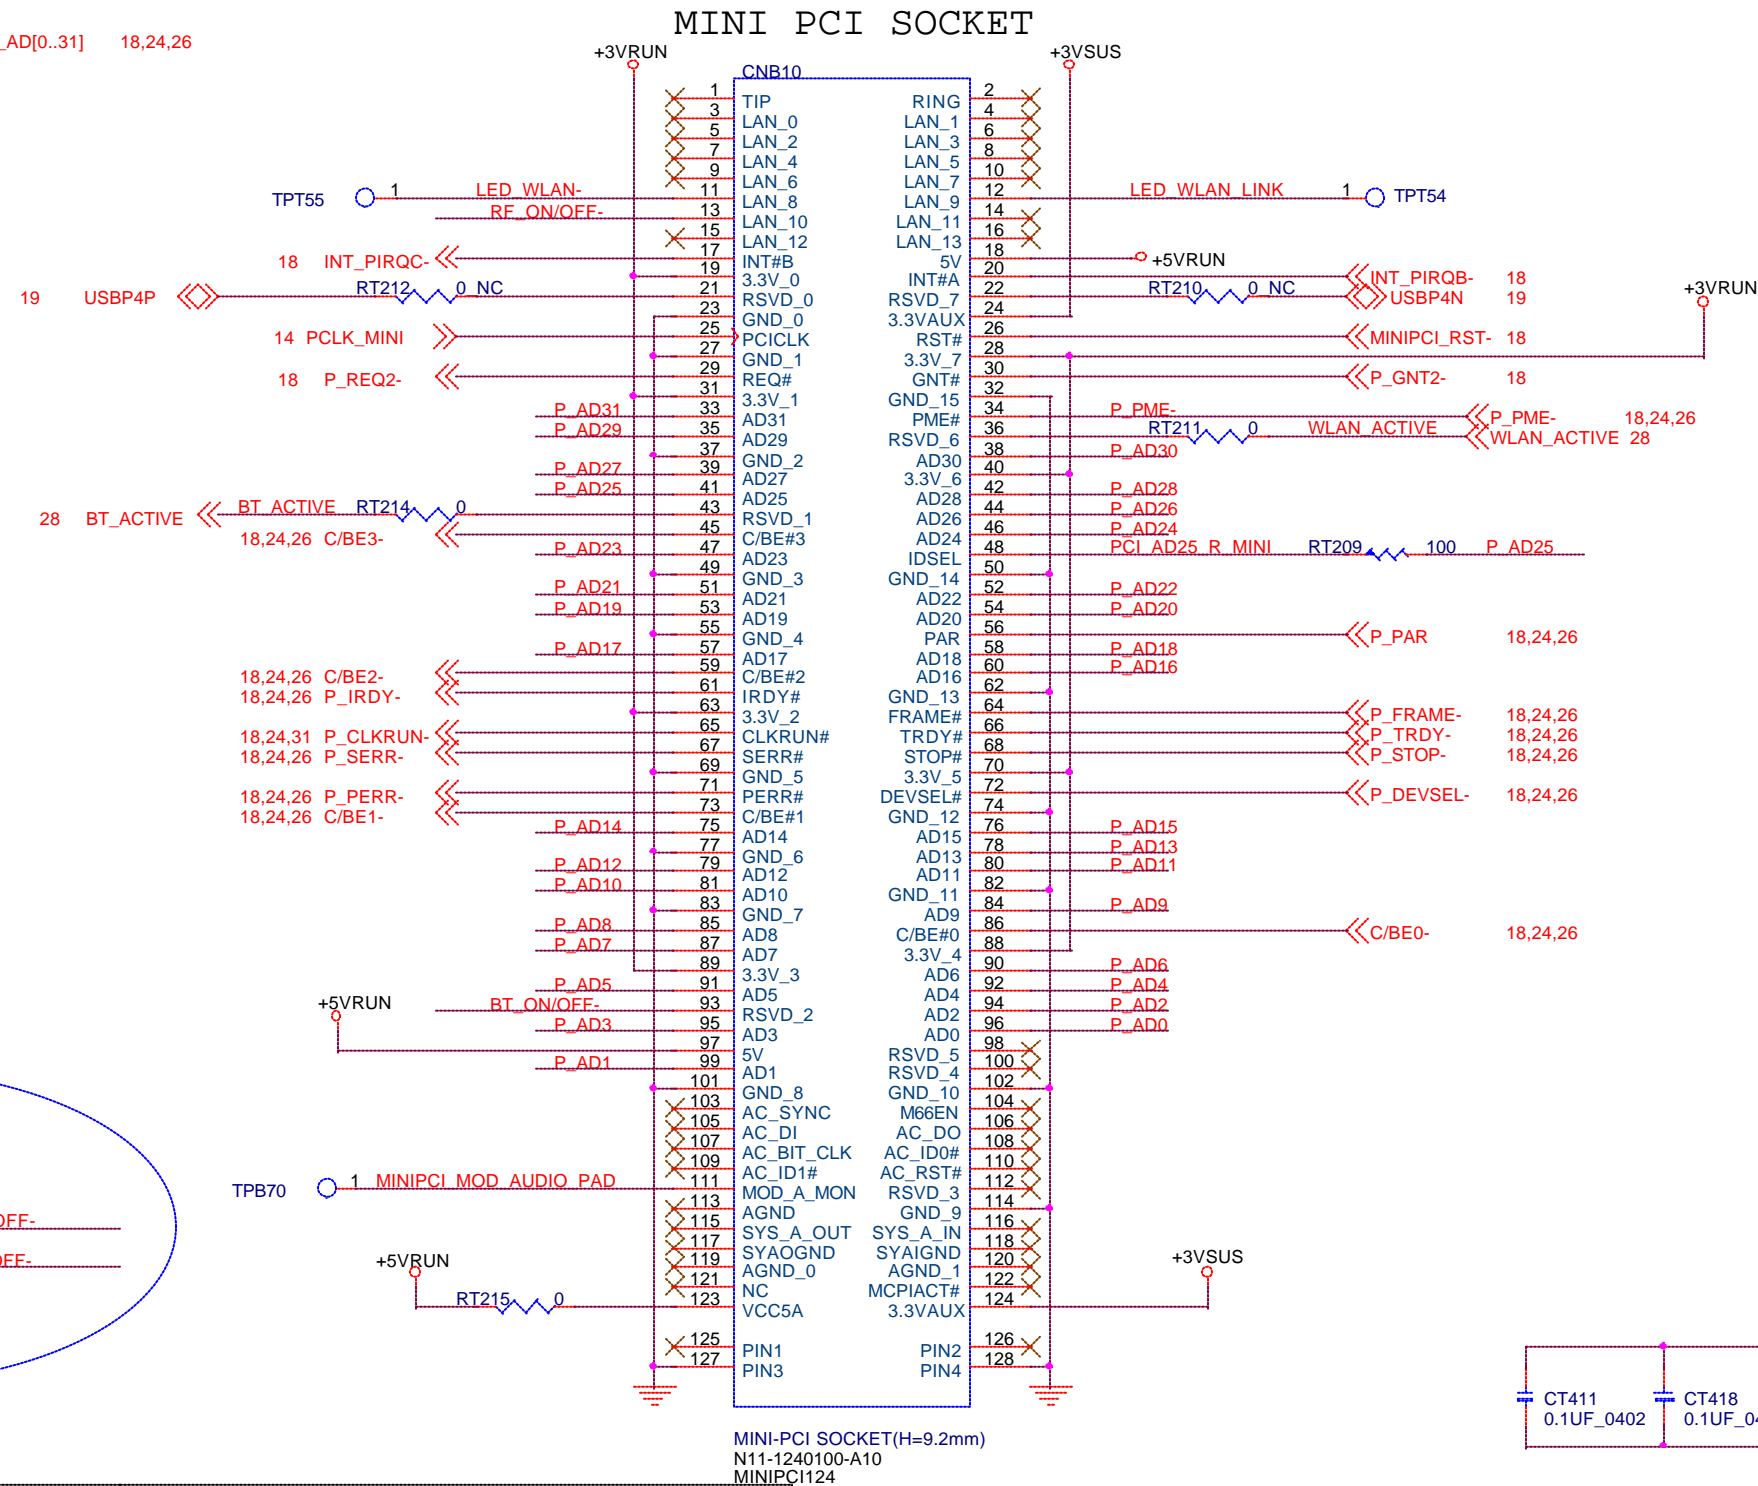 MINI PCI SOCKET
_AD[0..31] 18,24,26
+3VRUN +3VSUS
CNB10
1 TIP RING 2
3 LAN_0 LAN_1 4
5 LAN_2 LAN_3 6
7 LAN_4 LAN_5 8
9 LAN_6 LAN_7 10
TPT55 1 LED_WLAN- 11 LAN_8 LAN_9 12 LED_WLAN_LINK 1 TPT54
RF_ON/OFF- 13 LAN_10 LAN_11 14
15 LAN_12 LAN_13 16
18 INT_PIRQC- 17 INT#B 5V 18 +5VRUN
19 3.3V_0 INT#A 20 INT_PIRQB- 18
19 USBP4P RT212 0_NC 21 RSVD_0 RSVD_7 22 RT210 0_NC USBP4N 19 +3VRUN
23 GND_0 3.3VAUX 24
14 PCLK_MINI 25 PCICLK RST# 26 MINIPCI_RST- 18
27 GND_1 3.3V_7 28
18 P_REQ2- 29 REQ# GNT# 30 P_GNT2- 18
31 3.3V_1 GND_15 32
P_AD31 33 AD31 PME# 34 P_PME- P_PME- 18,24,26
P_AD29 35 AD29 RSVD_6 36 RT211 0 WLAN_ACTIVE WLAN_ACTIVE 28
37 GND_2 AD30 38 P_AD30
P_AD27 39 AD27 3.3V_6 40
P_AD25 41 AD25 AD28 42 P_AD28
28 BT_ACTIVE BT_ACTIVE RT214 0 43 RSVD_1 AD26 44 P_AD26
18,24,26 C/BE3- 45 C/BE#3 AD24 46 P_AD24
P_AD23 47 AD23 IDSEL 48 PCI_AD25_R_MINI RT209 100 P_AD25
49 GND_3 GND_14 50
P_AD21 51 AD21 AD22 52 P_AD22
P_AD19 53 AD19 AD20 54 P_AD20
55 GND_4 PAR 56 P_PAR 18,24,26
P_AD17 57 AD17 AD18 58 P_AD18
18,24,26 C/BE2- 59 C/BE#2 AD16 60 P_AD16
18,24,26 P_IRDY- 61 IRDY# GND_13 62
63 3.3V_2 FRAME# 64 P_FRAME- 18,24,26
18,24,31 P_CLKRUN- 65 CLKRUN# TRDY# 66 P_TRDY- 18,24,26
18,24,26 P_SERR- 67 SERR# STOP# 68 P_STOP- 18,24,26
69 GND_5 3.3V_5 70
18,24,26 P_PERR- 71 PERR# DEVSEL# 72 P_DEVSEL- 18,24,26
18,24,26 C/BE1- 73 C/BE#1 GND_12 74
P_AD14 75 AD14 AD15 76 P_AD15
77 GND_6 AD13 78 P_AD13
P_AD12 79 AD12 AD11 80 P_AD11
P_AD10 81 AD10 GND_11 82
83 GND_7 AD9 84 P_AD9
P_AD8 85 AD8 C/BE#0 86 C/BE0- 18,24,26
P_AD7 87 AD7 3.3V_4 88
89 3.3V_3 AD6 90 P_AD6
P_AD5 91 AD5 AD4 92 P_AD4
+5VRUN BT_ON/OFF- 93 RSVD_2 AD2 94 P_AD2
P_AD3 95 AD3 AD0 96 P_AD0
97 5V RSVD_5 98
P_AD1 99 AD1 RSVD_4 100
101 GND_8 GND_10 102
103 AC_SYNC M66EN 104
105 AC_DI AC_DO 106
107 AC_BIT_CLK AC_ID0# 108
109 AC_ID1# AC_RST# 110
TPB70 1 MINIPCI_MOD_AUDIO_PAD 111 MOD_A_MON RSVD_3 112
113 AGND GND_9 114
OFF- 115 SYS_A_OUT SYS_A_IN 116
OFF- 117 SYAOGND SYAIGND 118
+5VRUN 119 AGND_0 AGND_1 120 +3VSUS
121 NC MCPIACT# 122
RT215 0 123 VCC5A 3.3VAUX 124
125 PIN1 PIN2 126
127 PIN3 PIN4 128
CT411 CT418
0.1UF_0402 0.1UF_04
MINI-PCI SOCKET(H=9.2mm)
N11-1240100-A10
MINIPCI124